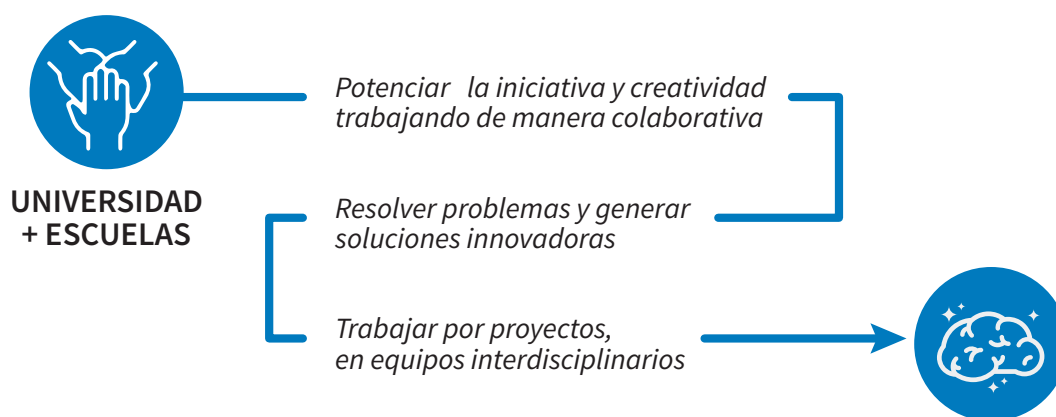 UNIVERSIDAD
+ ESCUELAS
Potenciar la iniciativa y creatividad
trabajando de manera colaborativa
Resolver problemas y generar
soluciones innovadoras
Trabajar por proyectos,
en equipos interdisciplinarios